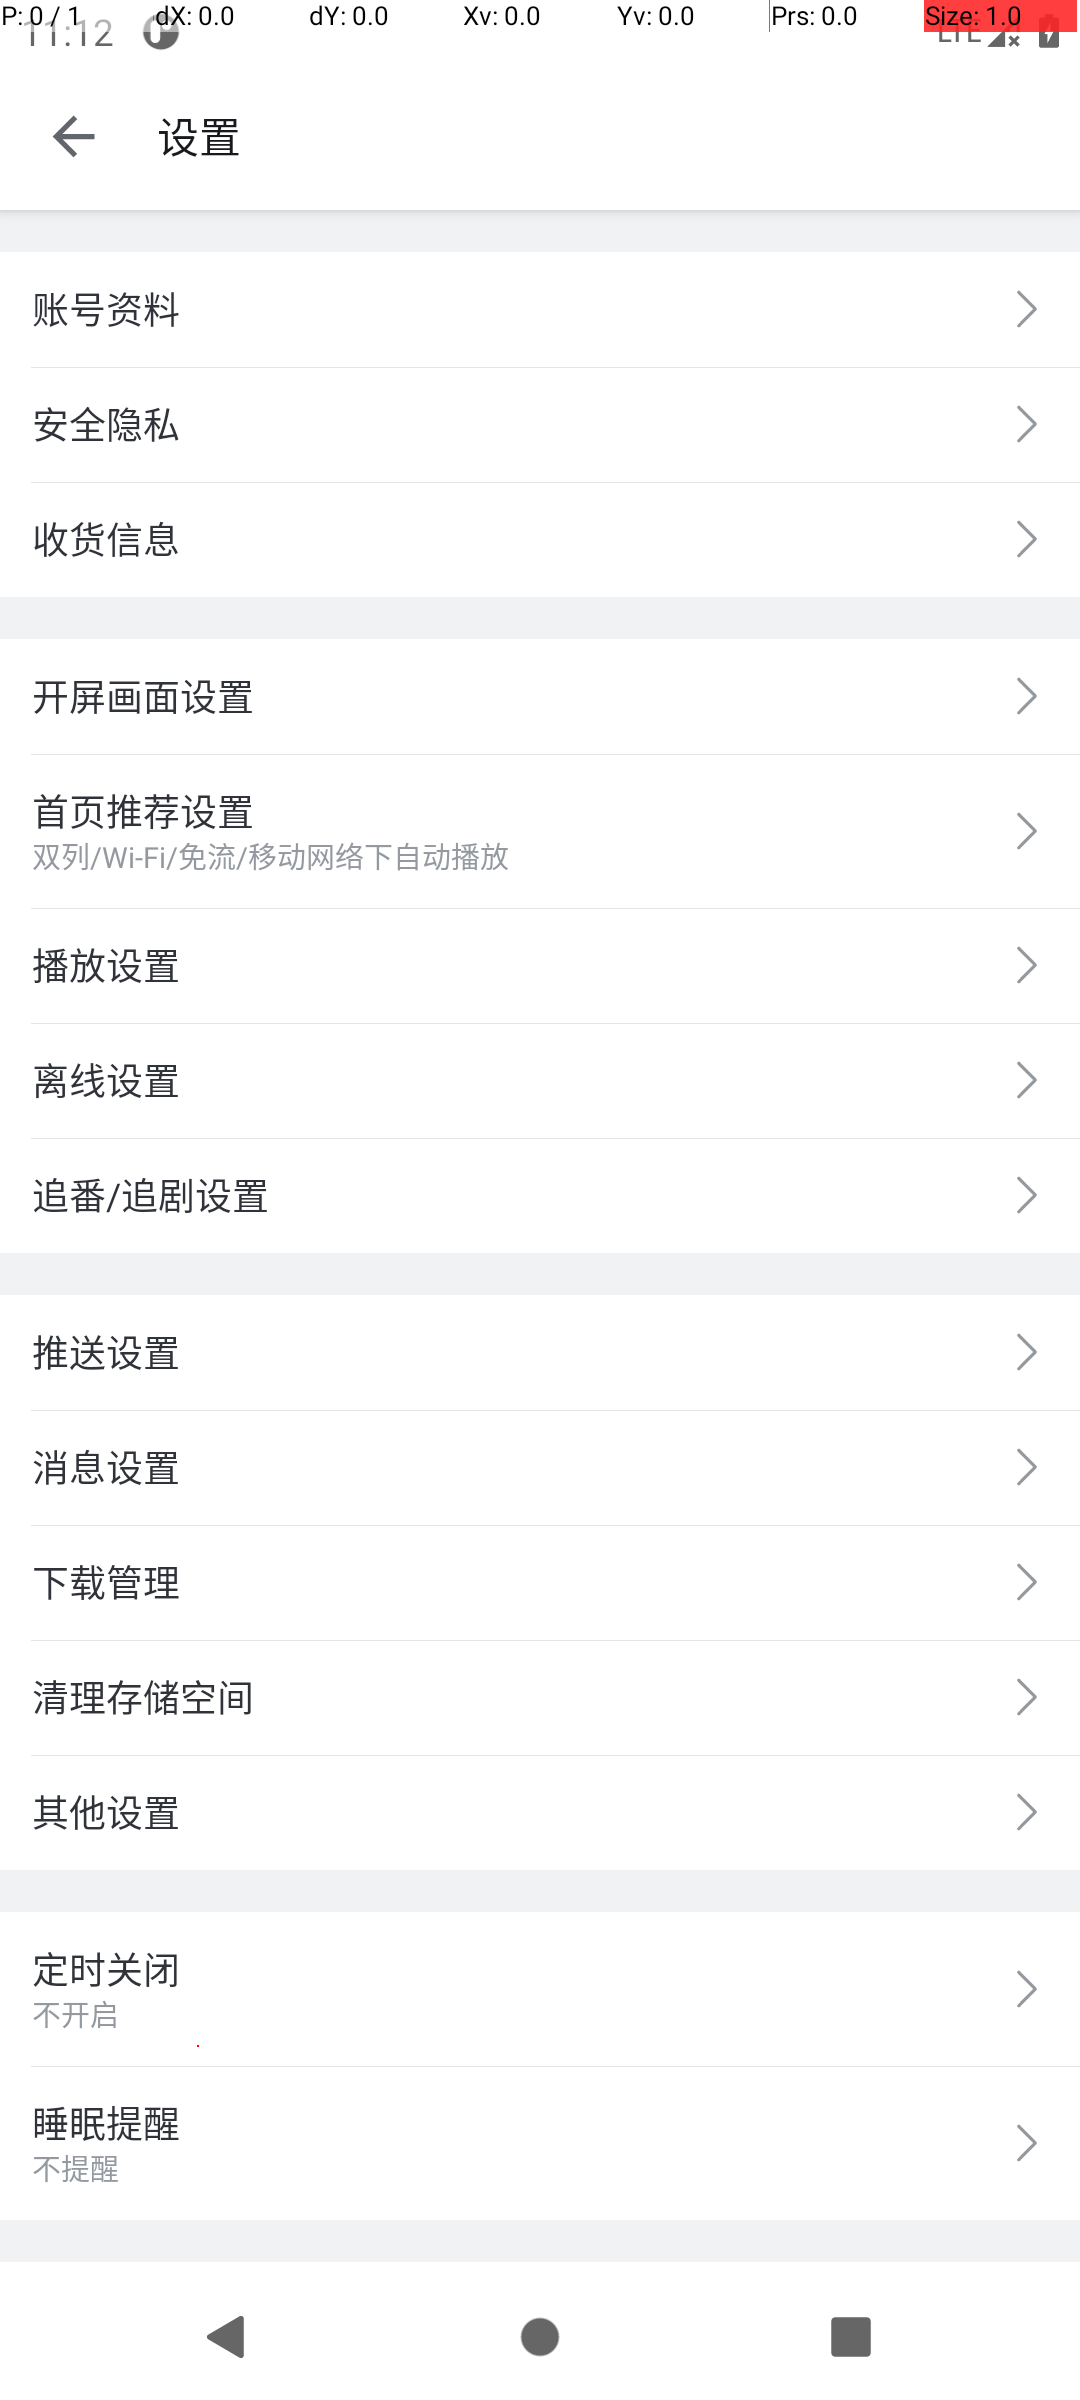 P: 0 / 1 dX: 0.0 dY: 0.0 Xv: 0.0 Yv: 0.0 Prs: 0.0 Size: 1.0
11:12 LTE
设置
账号资料
安全隐私
收货信息
开屏画面设置
首页推荐设置
双列/Wi-Fi/免流/移动网络下自动播放
播放设置
离线设置
追番/追剧设置
推送设置
消息设置
下载管理
清理存储空间
其他设置
定时关闭
不开启
睡眠提醒
不提醒